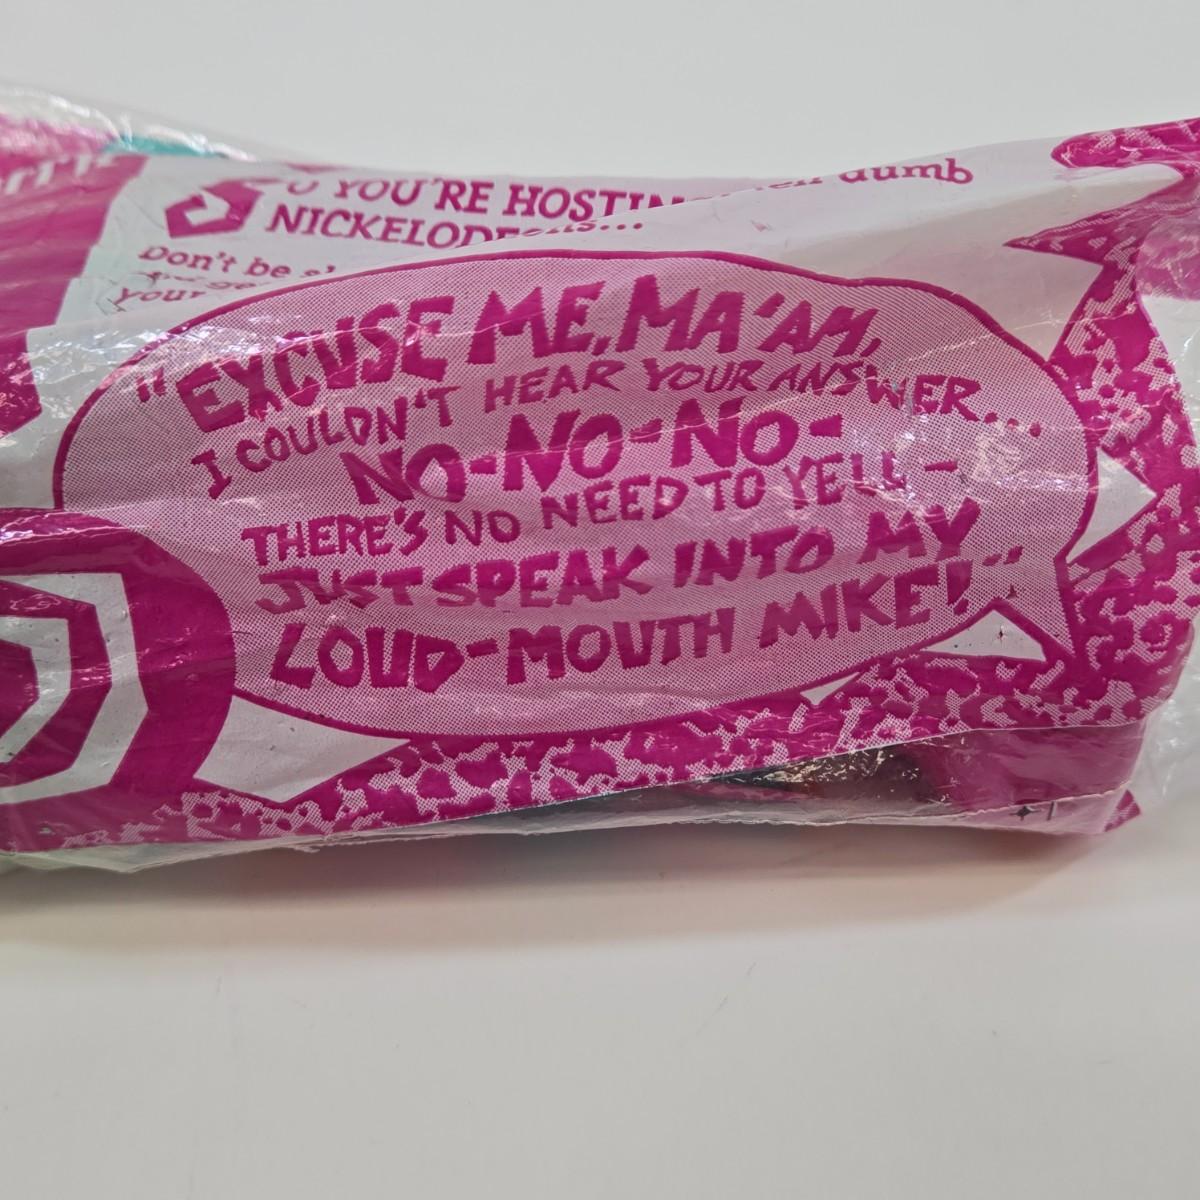 YOU'RE HOSTIN
dumb
NICKELOD
Don't be
your
"EXCUSE ME, MA'AM,
I COULDN'T HEAR YOUR ANSWER...
NO-NO-NO-
THERE'S NO NEED TO YELL -
JUST SPEAK INTO MY
LOUD-MOUTH MIKE!"